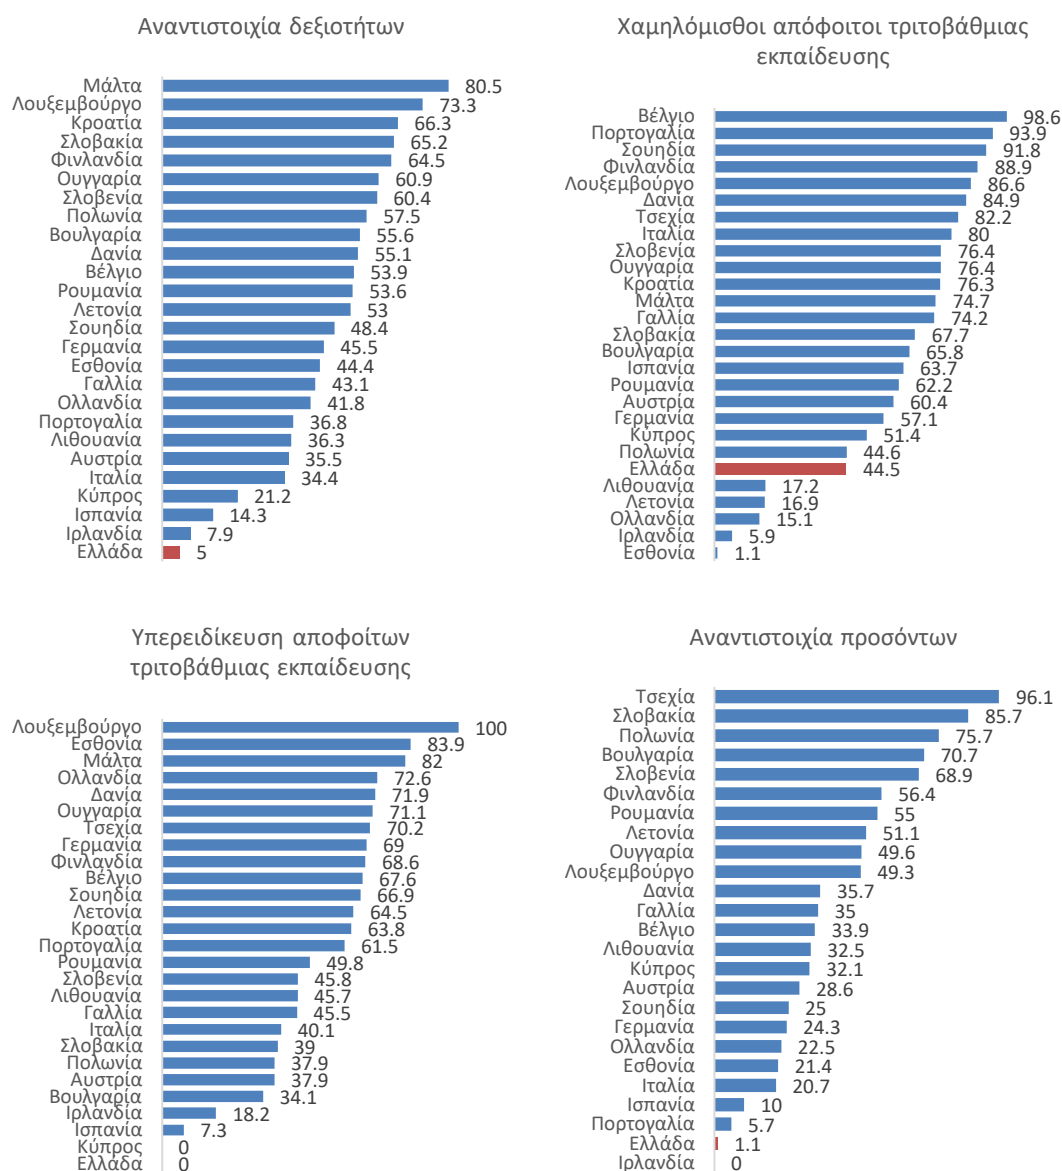 Αναντιστοιχία δεξιοτήτων
Μάλτα 80.5
Λουξεμβούργο 73.3
Κροατία 66.3
Σλοβακία 65.2
Φινλανδία 64.5
Ουγγαρία 60.9
Σλοβενία 60.4
Πολωνία 57.5
Βουλγαρία 55.6
Δανία 55.1
Βέλγιο 53.9
Ρουμανία 53.6
Λετονία 53
Σουηδία 48.4
Γερμανία 45.5
Εσθονία 44.4
Γαλλία 43.1
Ολλανδία 41.8
Πορτογαλία 36.8
Λιθουανία 36.3
Αυστρία 35.5
Ιταλία 34.4
Κύπρος 21.2
Ισπανία 14.3
Ιρλανδία 7.9
Ελλάδα 5
Χαμηλόμισθοι απόφοιτοι τριτοβάθμιας
εκπαίδευσης
Βέλγιο 98.6
Πορτογαλία 93.9
Σουηδία 91.8
Φινλανδία 88.9
Λουξεμβούργο 86.6
Δανία 84.9
Τσεχία 82.2
Ιταλία 80
Σλοβενία 76.4
Ουγγαρία 76.4
Κροατία 76.3
Μάλτα 74.7
Γαλλία 74.2
Σλοβακία 67.7
Βουλγαρία 65.8
Ισπανία 63.7
Ρουμανία 62.2
Αυστρία 60.4
Γερμανία 57.1
Κύπρος 51.4
Πολωνία 44.6
Ελλάδα 44.5
Λιθουανία 17.2
Λετονία 16.9
Ολλανδία 15.1
Ιρλανδία 5.9
Εσθονία 1.1
Υπερειδίκευση αποφοίτων
τριτοβάθμιας εκπαίδευσης
Λουξεμβούργο 100
Εσθονία 83.9
Μάλτα 82
Ολλανδία 72.6
Δανία 71.9
Ουγγαρία 71.1
Τσεχία 70.2
Γερμανία 69
Φινλανδία 68.6
Βέλγιο 67.6
Σουηδία 66.9
Λετονία 64.5
Κροατία 63.8
Πορτογαλία 61.5
Ρουμανία 49.8
Σλοβενία 45.8
Λιθουανία 45.7
Γαλλία 45.5
Ιταλία 40.1
Σλοβακία 39
Πολωνία 37.9
Αυστρία 37.9
Βουλγαρία 34.1
Ιρλανδία 18.2
Ισπανία 7.3
Κύπρος 0
Ελλάδα 0
Αναντιστοιχία προσόντων
Τσεχία 96.1
Σλοβακία 85.7
Πολωνία 75.7
Βουλγαρία 70.7
Σλοβενία 68.9
Φινλανδία 56.4
Ρουμανία 55
Λετονία 51.1
Ουγγαρία 49.6
Λουξεμβούργο 49.3
Δανία 35.7
Γαλλία 35
Βέλγιο 33.9
Λιθουανία 32.5
Κύπρος 32.1
Αυστρία 28.6
Σουηδία 25
Γερμανία 24.3
Ολλανδία 22.5
Εσθονία 21.4
Ιταλία 20.7
Ισπανία 10
Πορτογαλία 5.7
Ελλάδα 1.1
Ιρλανδία 0